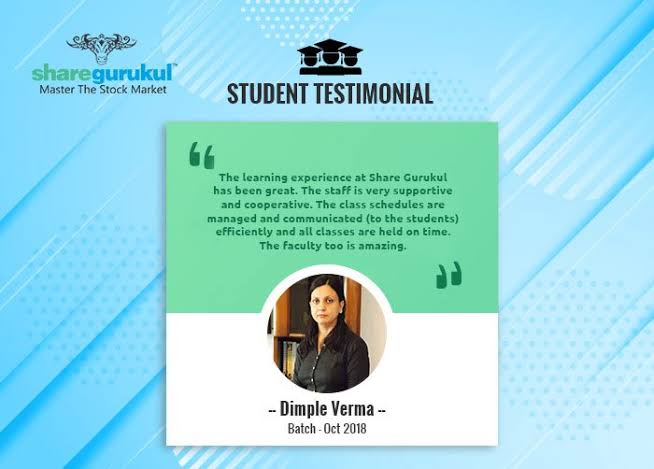 sharegurukul™
Master The Stock Market
STUDENT TESTIMONIAL
“
The learning experience at Share Gurukul
has been great. The staff is very supportive
and cooperative. The class schedules are
managed and communicated (to the students)
efficiently and all classes are held on time.
The faculty too is amazing.
”
-- Dimple Verma --
Batch - Oct 2018